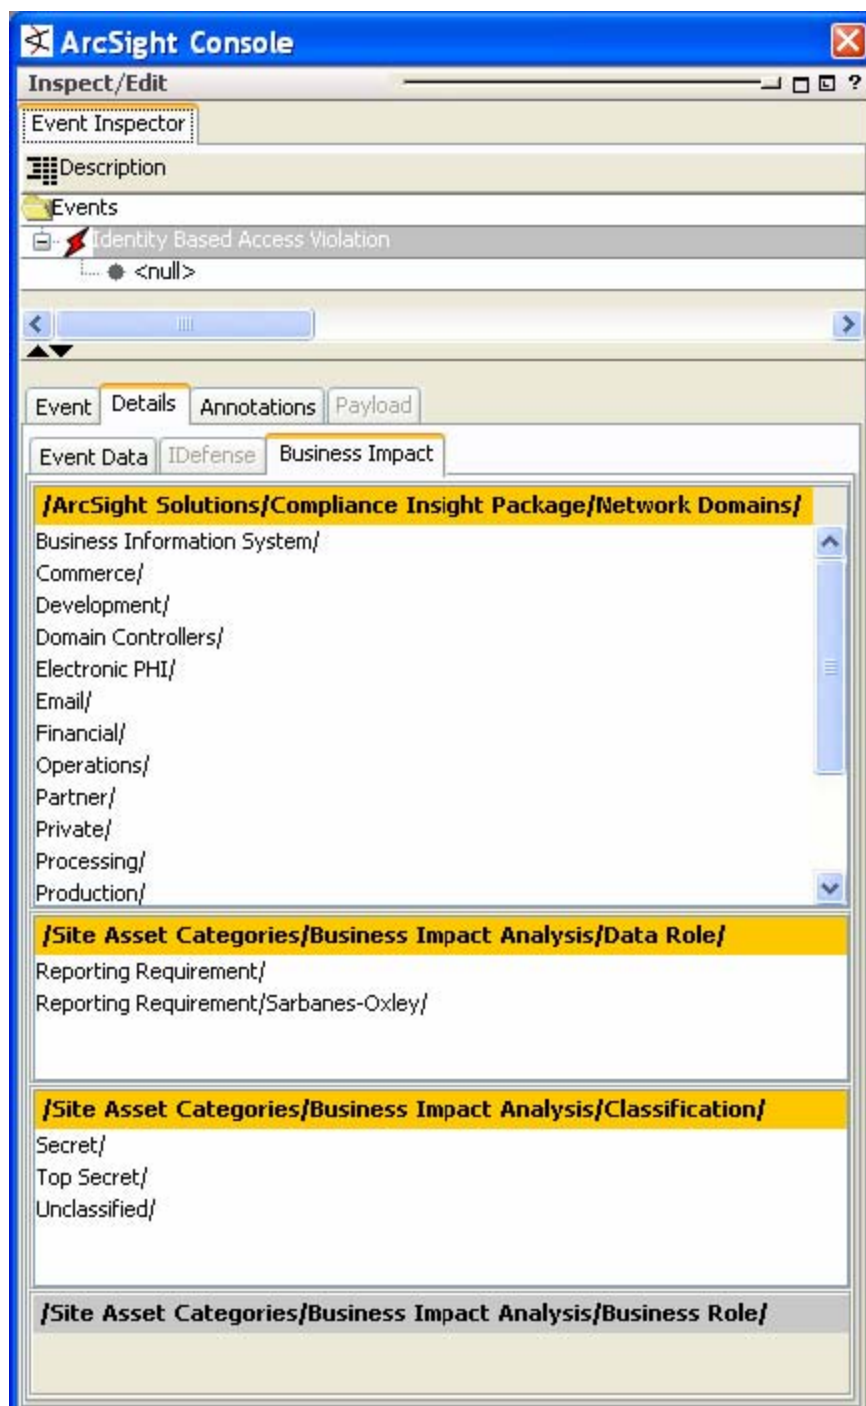 ArcSight Console
Inspect/Edit ?
Event Inspector
Description
Events
Identity Based Access Violation
<null>
Event Details Annotations Payload
Event Data IDefense Business Impact
/ArcSight Solutions/Compliance Insight Package/Network Domains/
Business Information System/
Commerce/
Development/
Domain Controllers/
Electronic PHI/
Email/
Financial/
Operations/
Partner/
Private/
Processing/
Production/
/Site Asset Categories/Business Impact Analysis/Data Role/
Reporting Requirement/
Reporting Requirement/Sarbanes-Oxley/
/Site Asset Categories/Business Impact Analysis/Classification/
Secret/
Top Secret/
Unclassified/
/Site Asset Categories/Business Impact Analysis/Business Role/